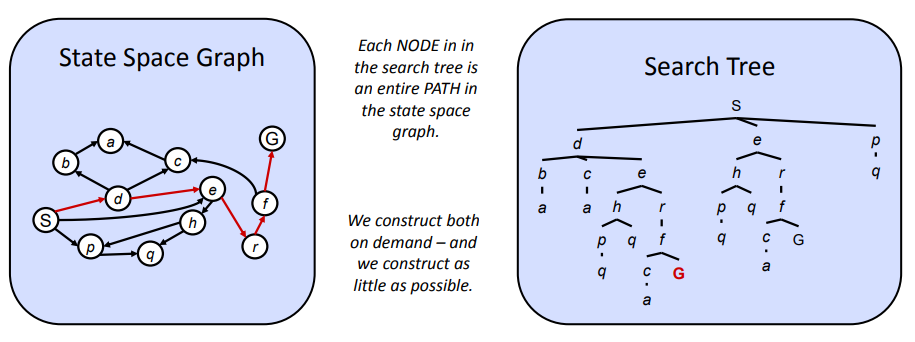 State Space Graph
G
a
b
c
d
e
f
S
h
p
q
r
Each NODE in in
the search tree is
an entire PATH in
the state space
graph.
We construct both
on demand – and
we construct as
little as possible.
Search Tree
S
d e p
b c e h r q
a a h r p q f
p q f q c G
q c G a
a